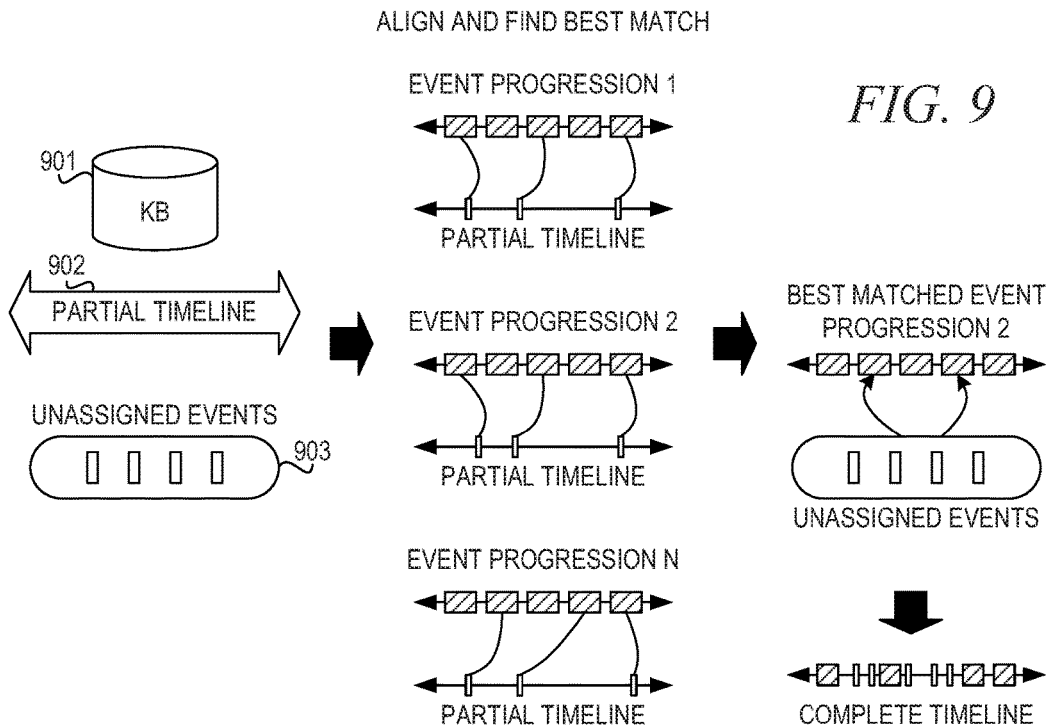 ALIGN AND FIND BEST MATCH
FIG. 9
901
KB
902
PARTIAL TIMELINE
UNASSIGNED EVENTS
903
EVENT PROGRESSION 1
PARTIAL TIMELINE
EVENT PROGRESSION 2
PARTIAL TIMELINE
EVENT PROGRESSION N
PARTIAL TIMELINE
BEST MATCHED EVENT
PROGRESSION 2
UNASSIGNED EVENTS
COMPLETE TIMELINE